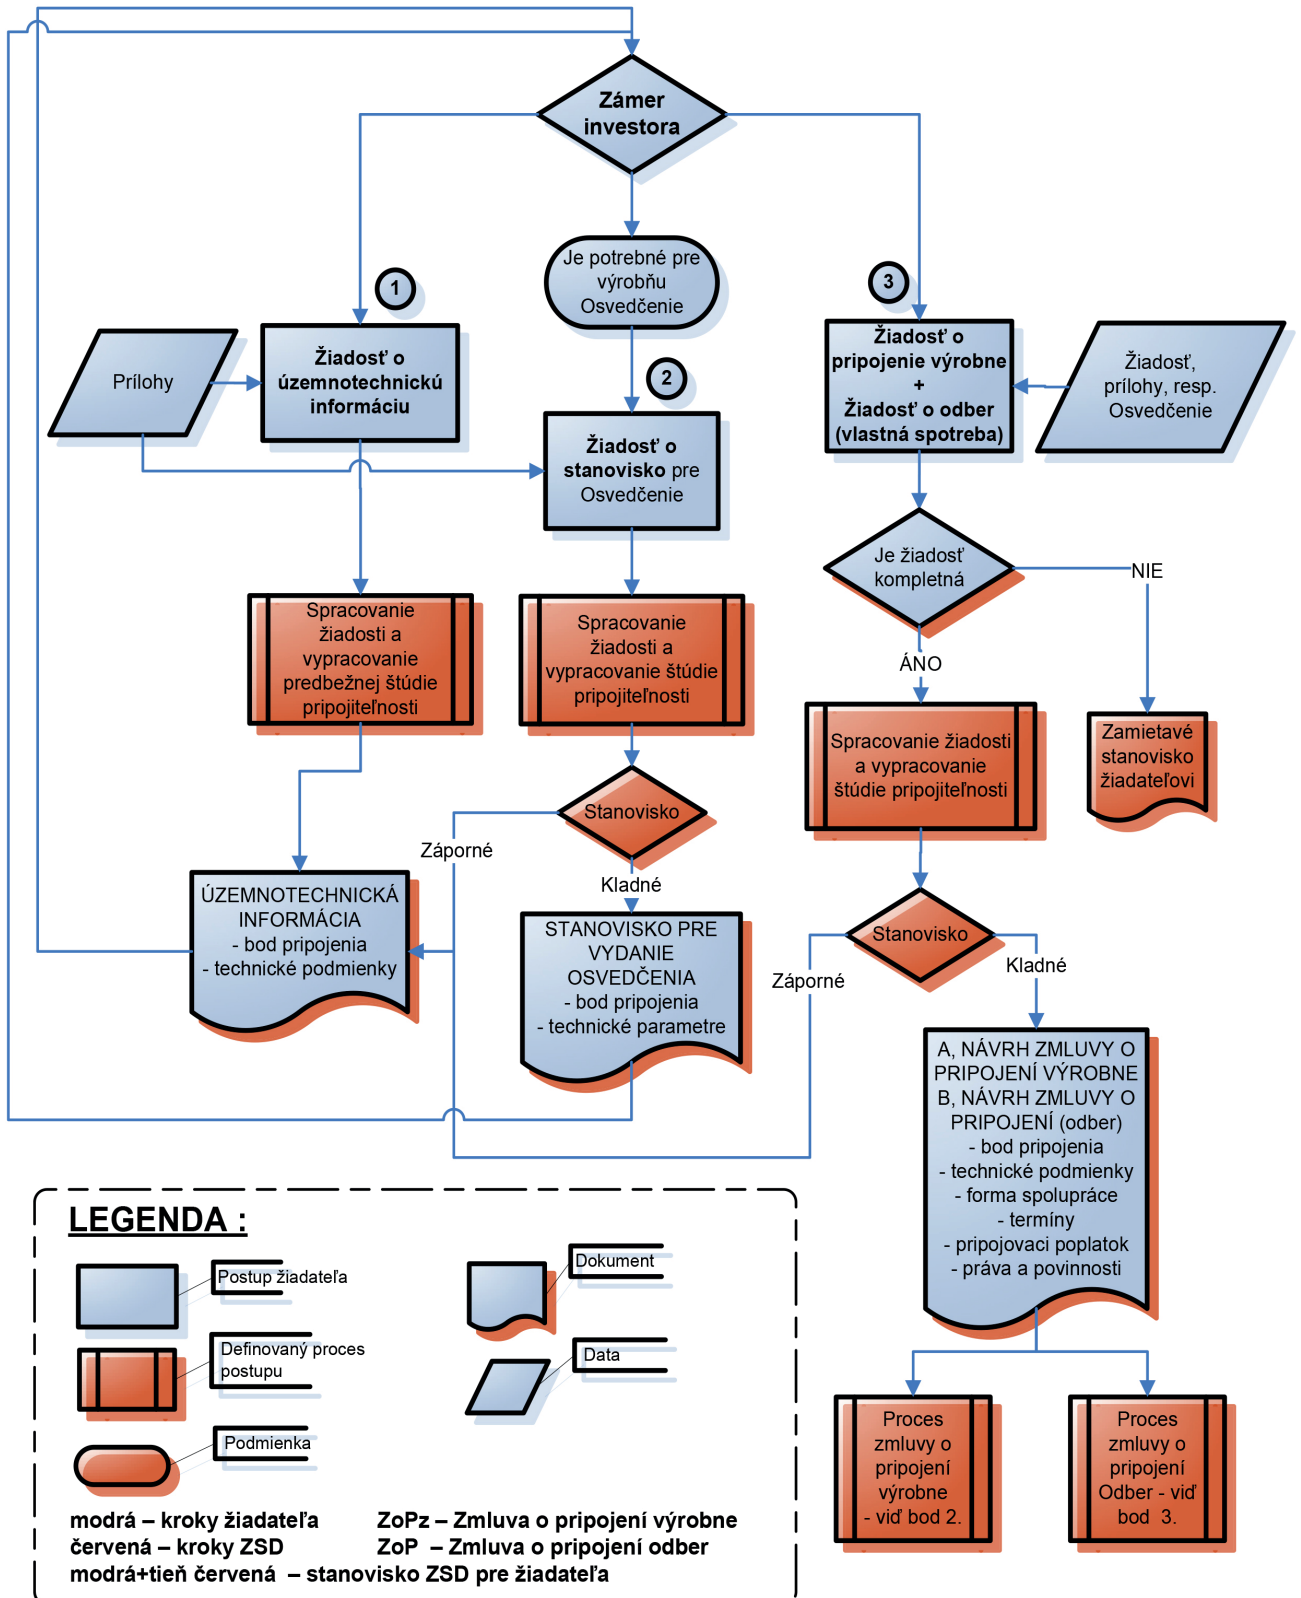 Zámer
investora
Je potrebné pre
výrobňu
Osvedčenie
1
Žiadosť o
územnotechnickú
informáciu
Prílohy
2
Žiadosť o
stanovisko pre
Osvedčenie
3
Žiadosť o
pripojenie výrobne
+
Žiadosť o odber
(vlastná spotreba)
Žiadosť,
prílohy, resp.
Osvedčenie
Je žiadosť
kompletná
NIE
ÁNO
Spracovanie
žiadosti a
vypracovanie
predbežnej štúdie
pripojiteľnosti
Spracovanie
žiadosti a
vypracovanie štúdie
pripojiteľnosti
Spracovanie žiadosti
a vypracovanie
štúdie pripojiteľnosti
Zamietavé
stanovisko
žiadateľovi
Stanovisko
Záporné
Kladné
ÚZEMNOTECHNICKÁ
INFORMÁCIA
- bod pripojenia
- technické podmienky
STANOVISKO PRE
VYDANIE
OSVEDČENIA
- bod pripojenia
- technické parametre
Stanovisko
Záporné
Kladné
A, NÁVRH ZMLUVY O
PRIPOJENÍ VÝROBNE
B, NÁVRH ZMLUVY O
PRIPOJENÍ (odber)
- bod pripojenia
- technické podmienky
- forma spolupráce
- termíny
- pripojovaci poplatok
- práva a povinnosti
Proces
zmluvy o
pripojení
výrobne
- viď bod 2.
Proces
zmluvy o
pripojení
Odber - viď
bod 3.
LEGENDA :
Postup žiadateľa
Definovaný proces
postupu
Podmienka
Dokument
Data
modrá – kroky žiadateľa
červená – kroky ZSD
modrá+tieň červená – stanovisko ZSD pre žiadateľa
ZoPz – Zmluva o pripojení výrobne
ZoP – Zmluva o pripojení odber